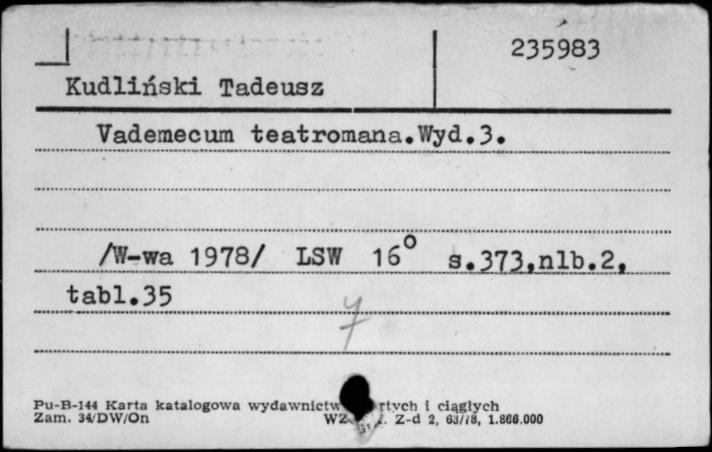 235983
Kudliński Tadeusz
Vademecum teatromana.Wyd.3.
/W-wa 1978/ LSW 16° s.373,nlb.2,
tabl.35
7
Pu-B-144 Karta katalogowa wydawnictw rtych i ciągłych
Zam. 34/DW/On WZ Z-d 2, 63/78, 1.866.000